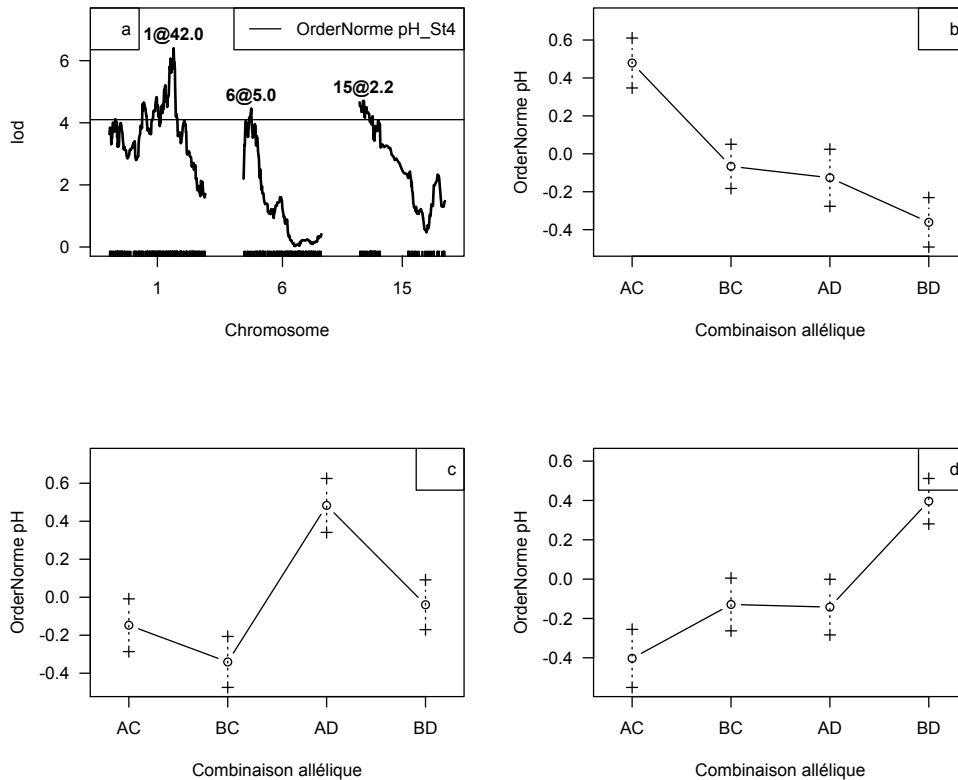 a
OrderNorme pH_St4
1@42.0
6@5.0
15@2.2
lod
6
4
2
0
1
6
15
Chromosome
b
OrderNorme pH
0.6
0.4
0.2
0.0
-0.2
-0.4
AC BC AD BD
Combinaison allélique
c
OrderNorme pH
0.6
0.4
0.2
0.0
-0.2
-0.4
AC BC AD BD
Combinaison allélique
d
OrderNorme pH
0.6
0.4
0.2
0.0
-0.2
-0.4
AC BC AD BD
Combinaison allélique